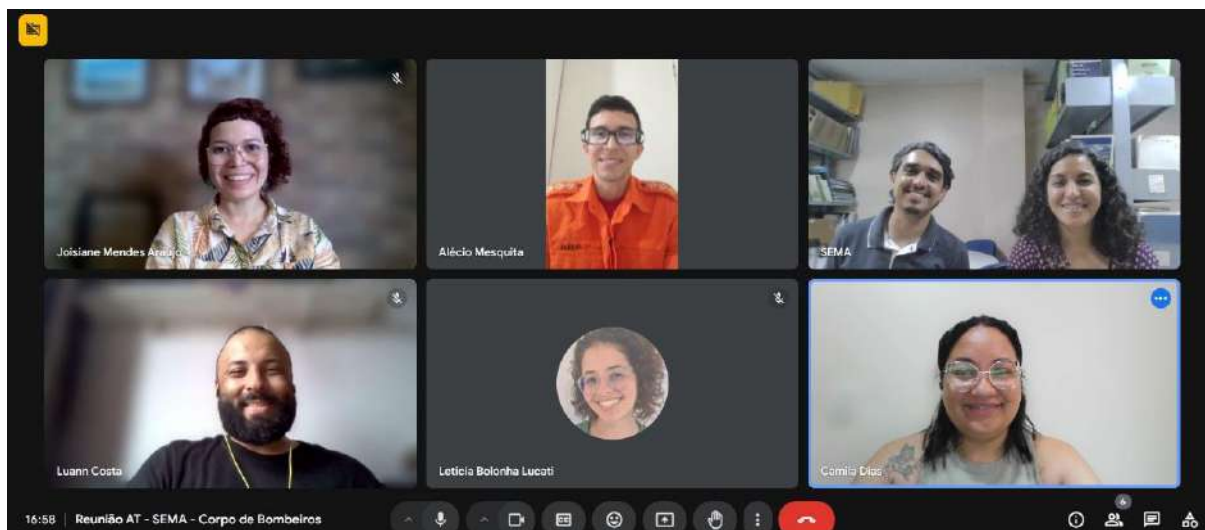 Joisiane Mendes Araujo
Alécio Mesquita
SEMA
Luann Costa
Leticia Bolonha Lucati
Camila Dias
16:58 | Reunião AT - SEMA - Corpo de Bombeiros
6